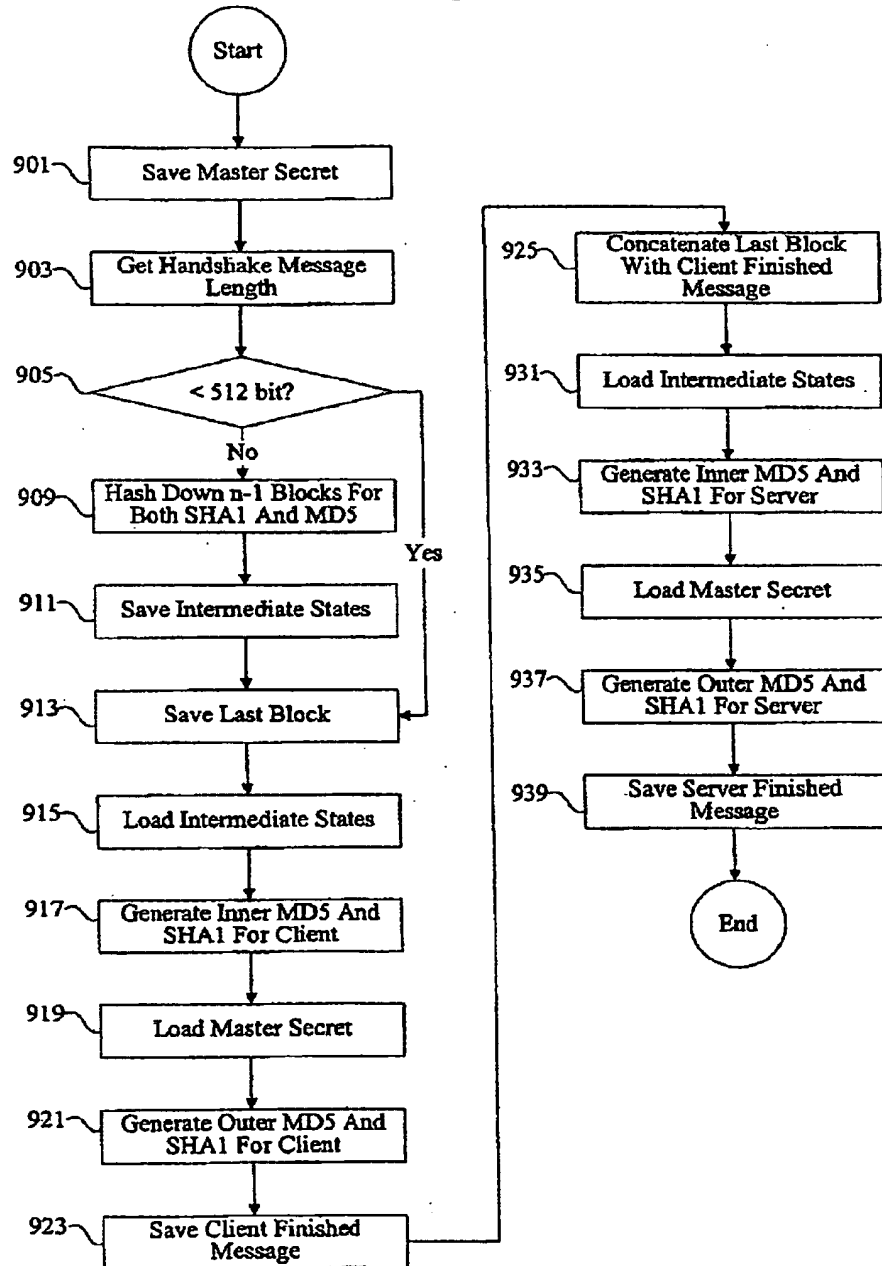 Start
901
Save Master Secret
903
Get Handshake Message
Length
905
< 512 bit?
No
Yes
909
Hash Down n-1 Blocks For
Both SHA1 And MD5
911
Save Intermediate States
913
Save Last Block
915
Load Intermediate States
917
Generate Inner MD5 And
SHA1 For Client
919
Load Master Secret
921
Generate Outer MD5 And
SHA1 For Client
923
Save Client Finished
Message
925
Concatenate Last Block
With Client Finished
Message
931
Load Intermediate States
933
Generate Inner MD5 And
SHA1 For Server
935
Load Master Secret
937
Generate Outer MD5 And
SHA1 For Server
939
Save Server Finished
Message
End